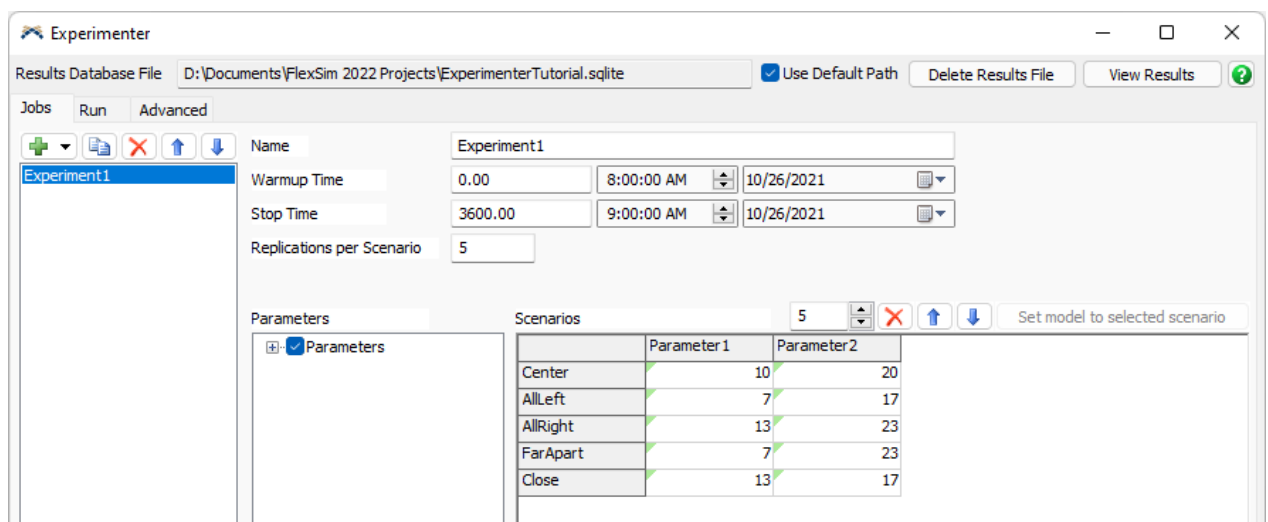 Experimenter
Results Database File D:\Documents\FlexSim 2022 Projects\ExperimenterTutorial.sqlite Use Default Path Delete Results File View Results ?
Jobs Run Advanced
Name Experiment1
Experiment1
Warmup Time 0.00 8:00:00 AM 10/26/2021
Stop Time 3600.00 9:00:00 AM 10/26/2021
Replications per Scenario 5
Parameters Scenarios 5 Set model to selected scenario
Parameters
Parameter1 Parameter2
Center 10 20
AllLeft 7 17
AllRight 13 23
FarApart 7 23
Close 13 17